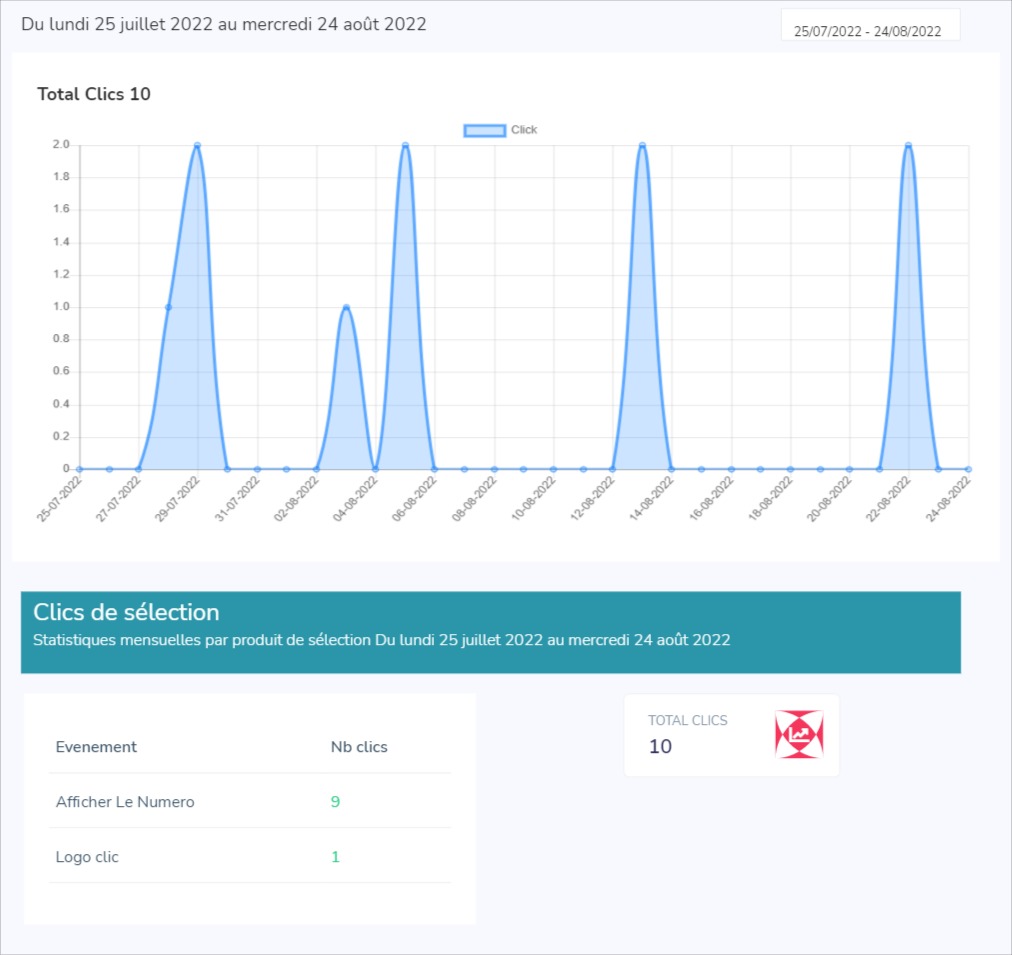 Du lundi 25 juillet 2022 au mercredi 24 août 2022
25/07/2022 - 24/08/2022
Total Clics 10
Click
2.0
1.8
1.6
1.4
1.2
1.0
0.8
0.6
0.4
0.2
0
25-07-2022
27-07-2022
29-07-2022
31-07-2022
02-08-2022
04-08-2022
06-08-2022
08-08-2022
10-08-2022
12-08-2022
14-08-2022
16-08-2022
18-08-2022
20-08-2022
22-08-2022
24-08-2022
Clics de sélection
Statistiques mensuelles par produit de sélection Du lundi 25 juillet 2022 au mercredi 24 août 2022
Evenement Nb clics
Afficher Le Numero 9
Logo clic 1
TOTAL CLICS
10